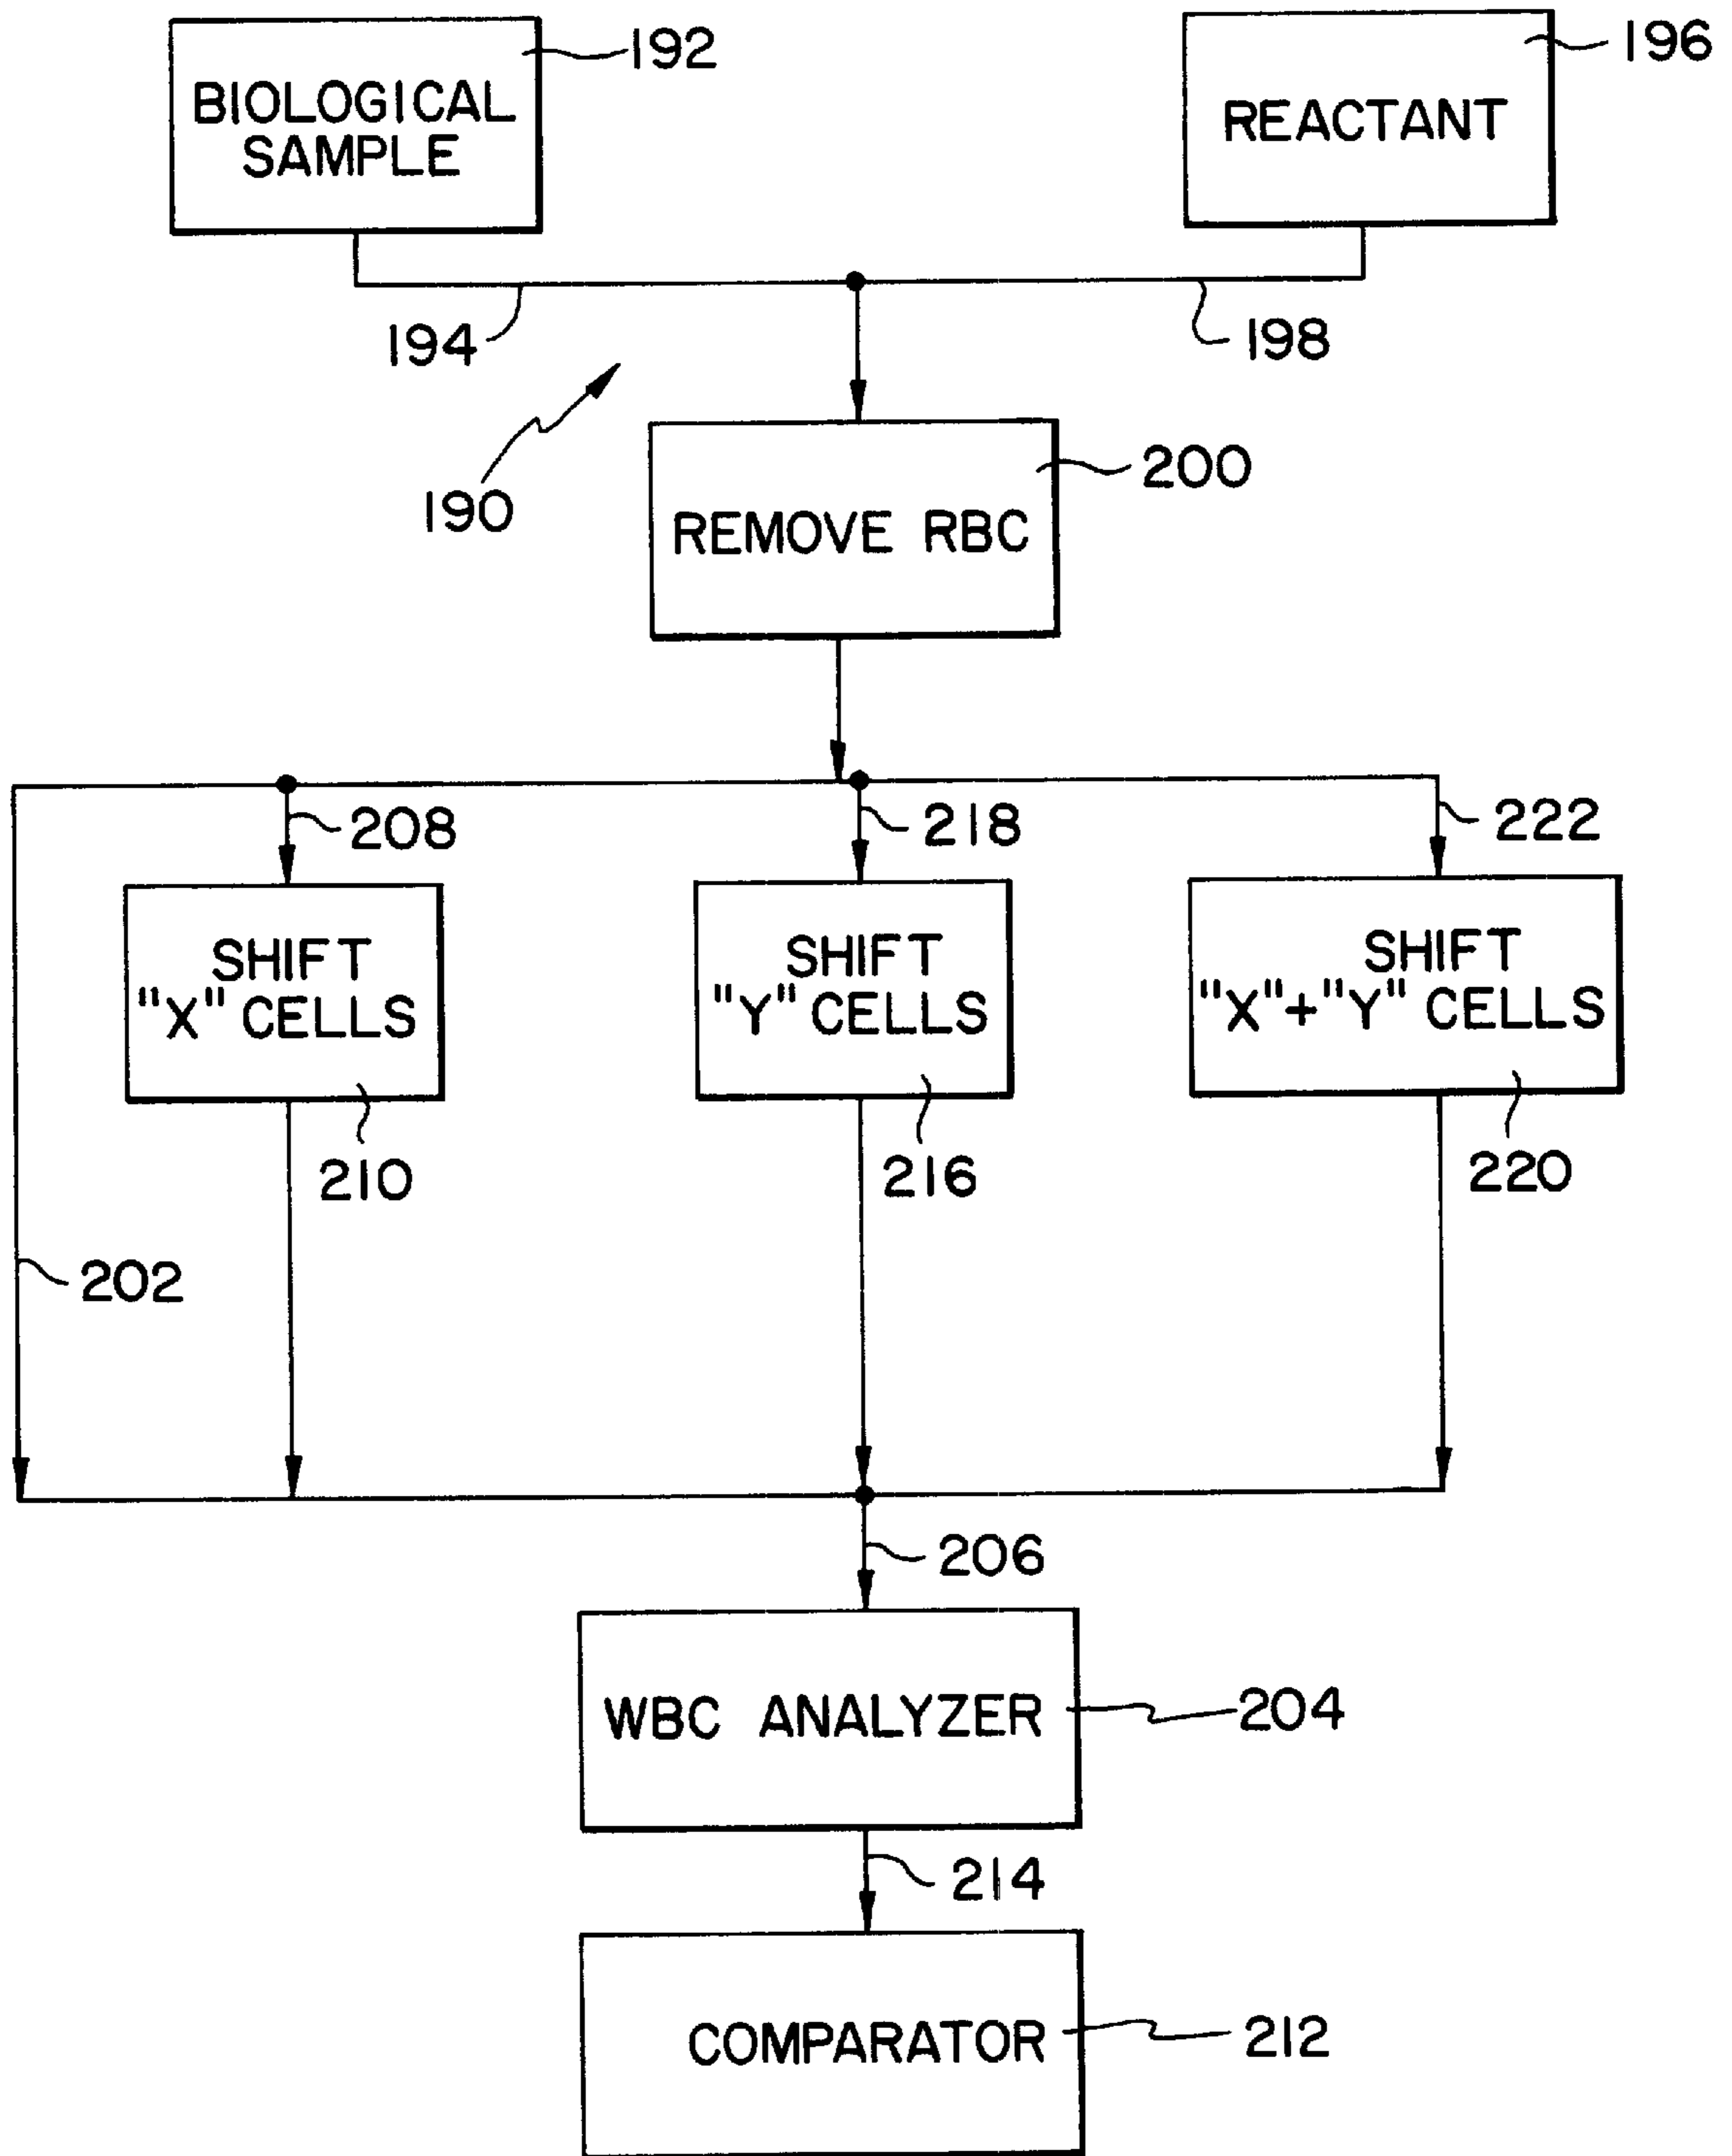 192
BIOLOGICAL
SAMPLE
196
REACTANT
194
198
190
200
REMOVE RBC
208
218
222
SHIFT
"X" CELLS
SHIFT
"Y" CELLS
SHIFT
"X"+"Y" CELLS
210
216
220
202
206
WBC ANALYZER
204
214
COMPARATOR
212